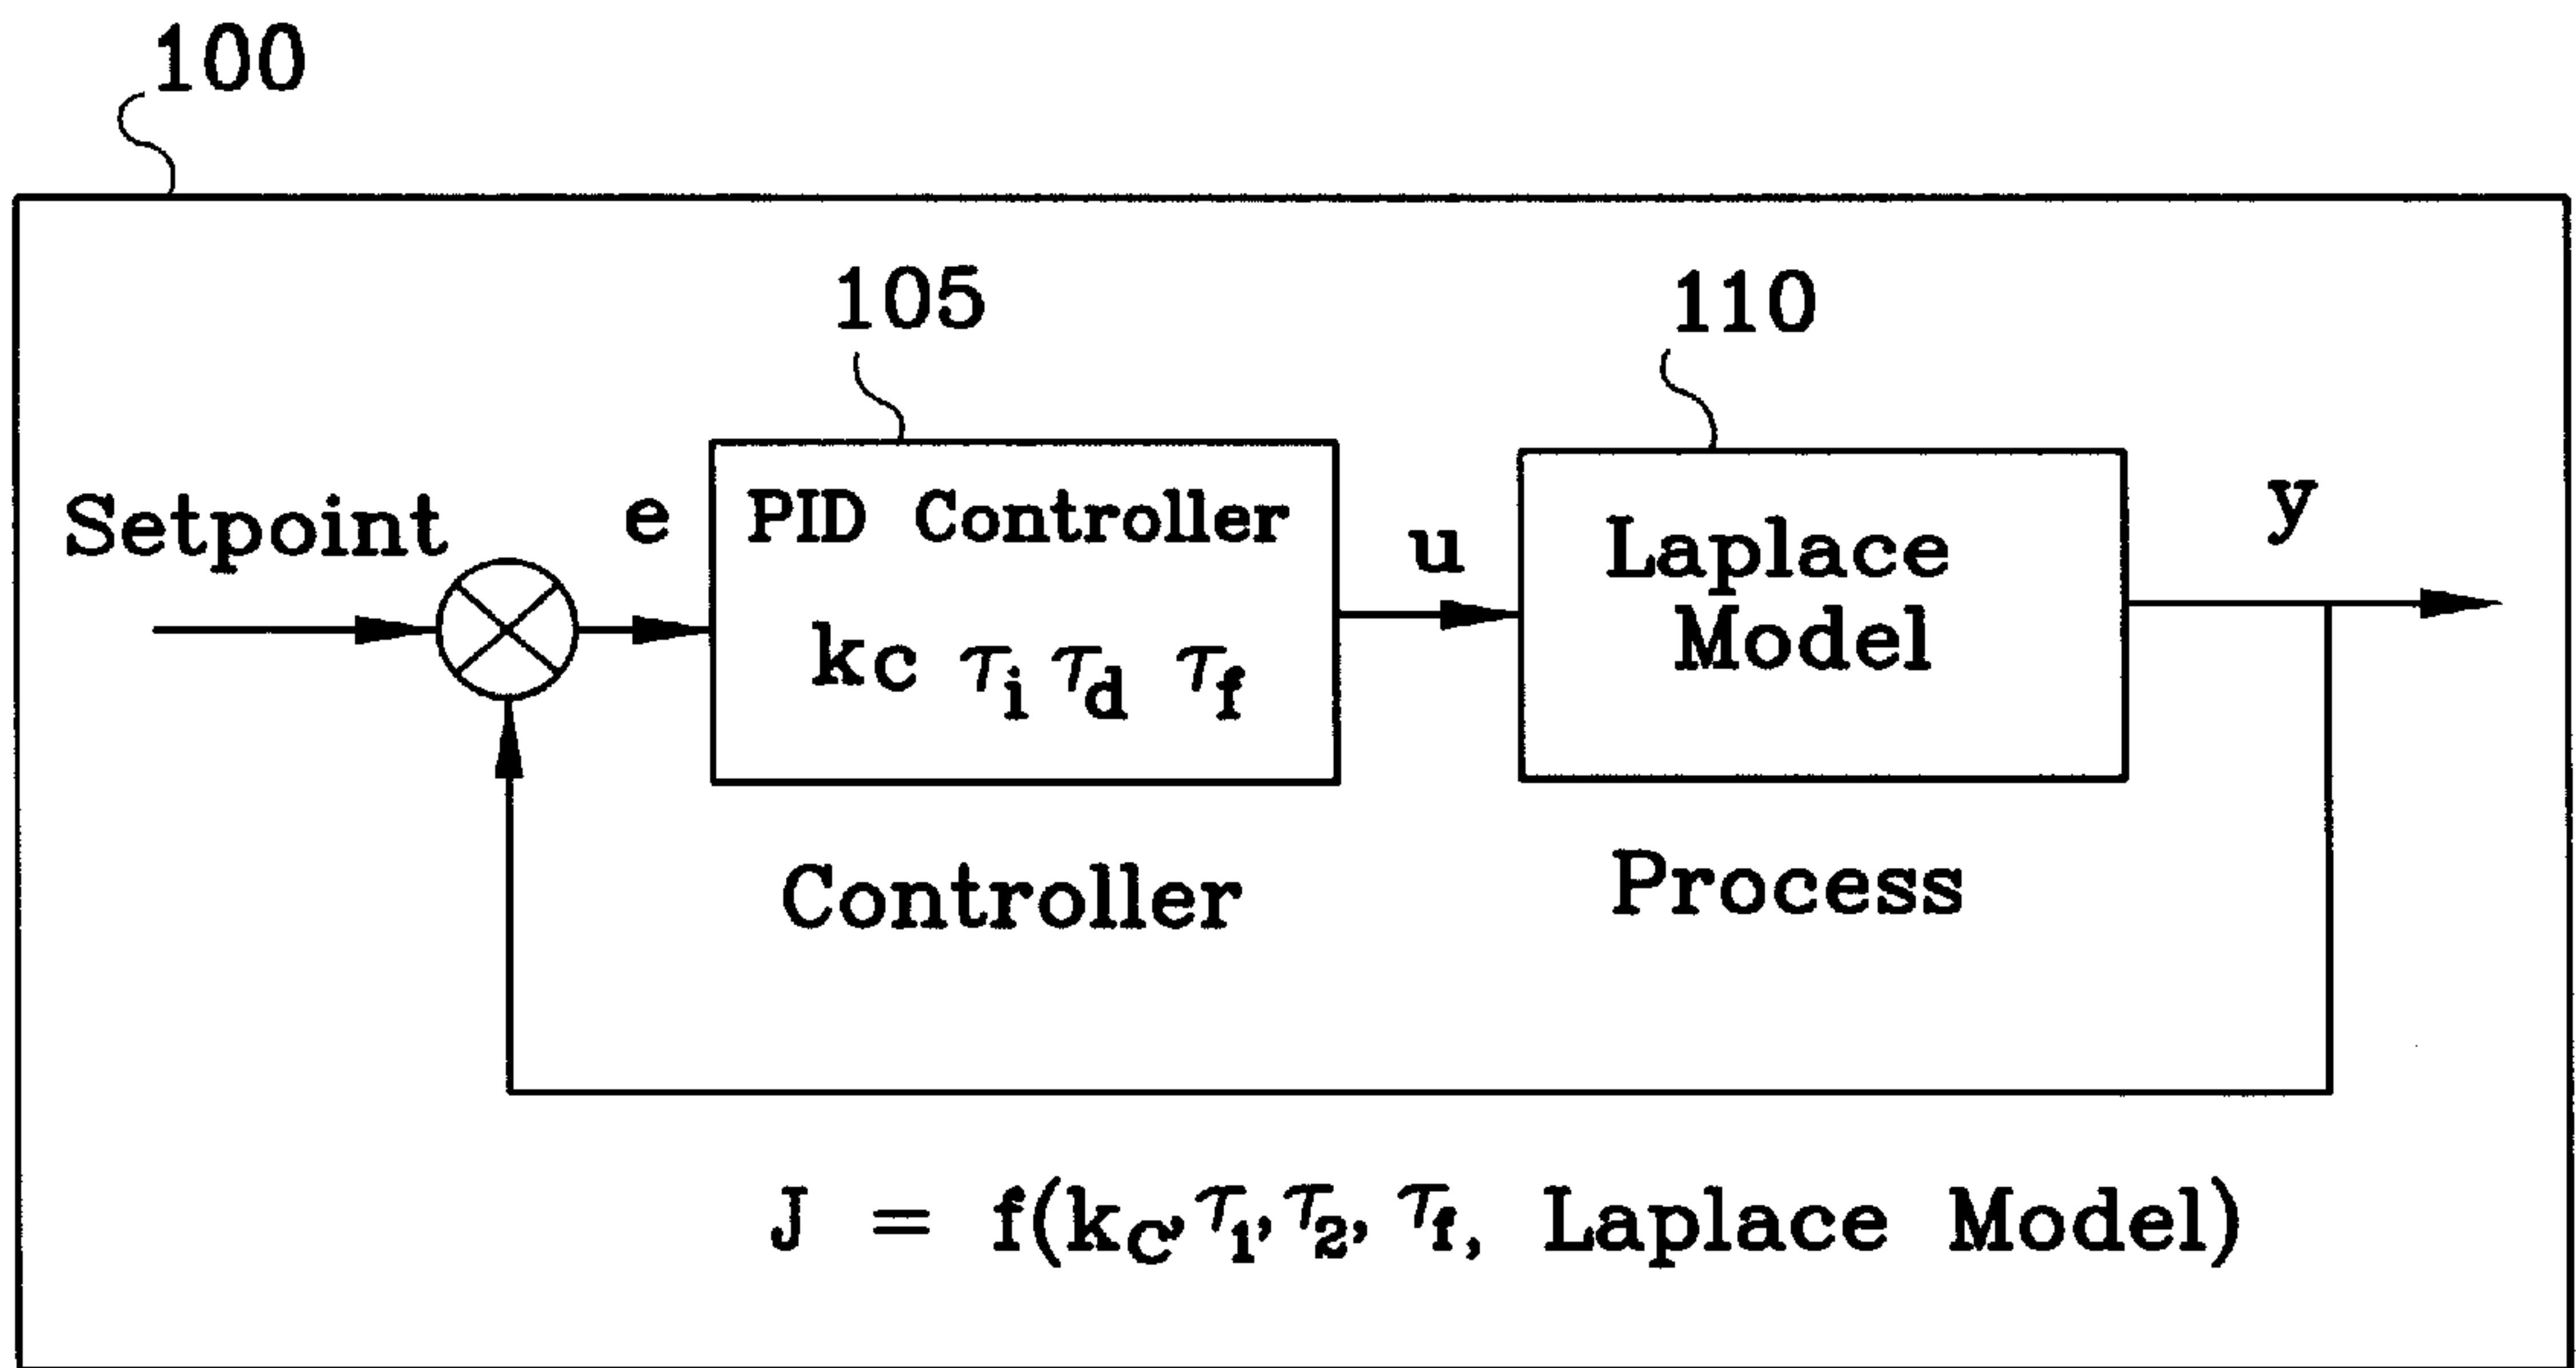 100
105
110
Setpoint
e
PID Controller
kc τi τd τf
u
Laplace
Model
y
Controller
Process
J = f(kC, τ1, τ2, τf, Laplace Model)